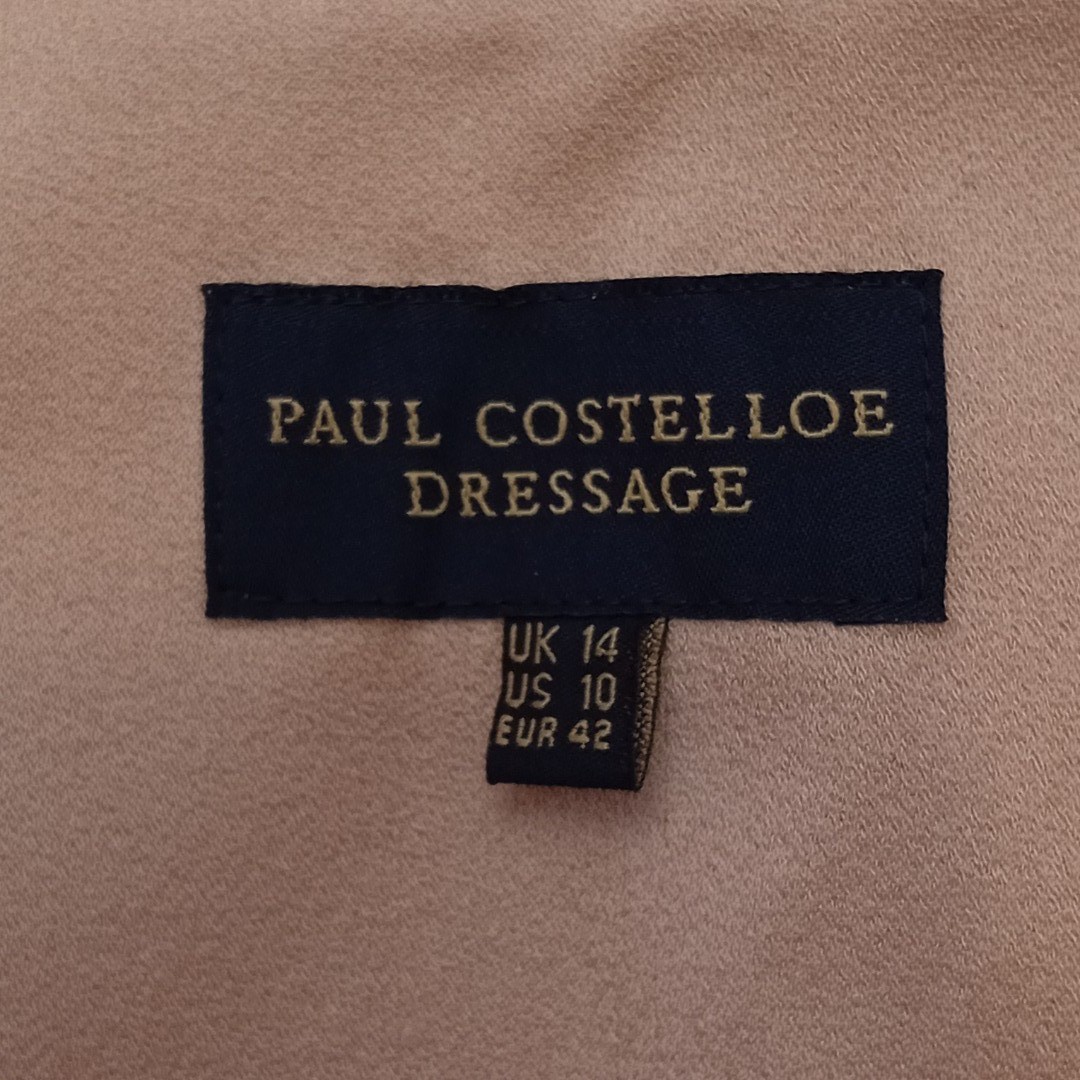 PAUL COSTELLOE
DRESSAGE
UK 14
US 10
EUR 42